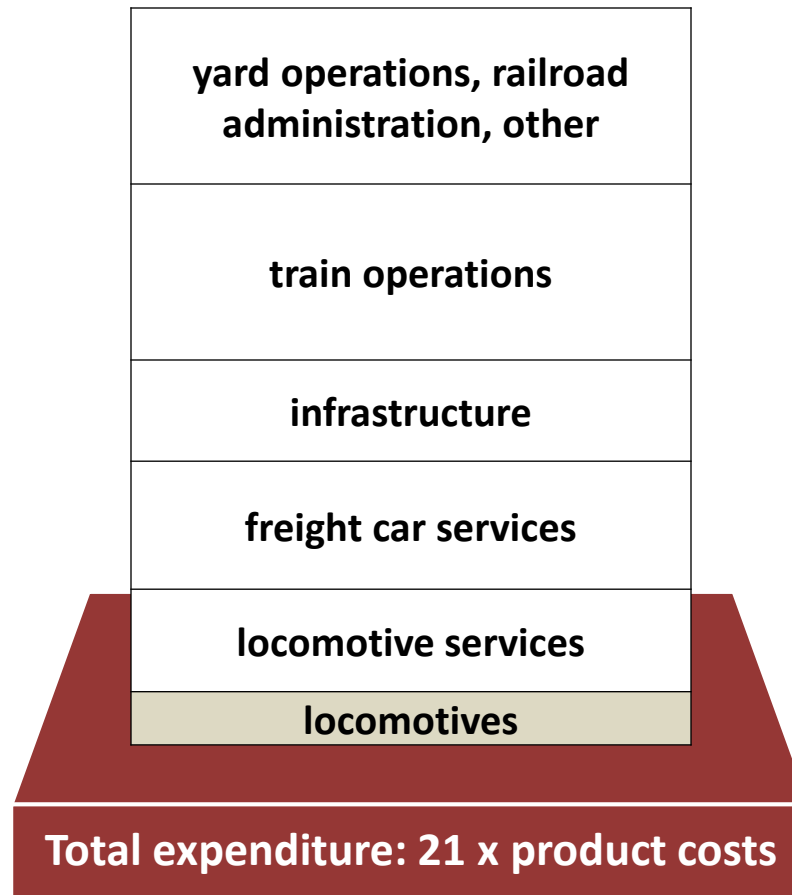 yard operations, railroad
administration, other
train operations
infrastructure
freight car services
locomotive services
locomotives
Total expenditure: 21 x product costs